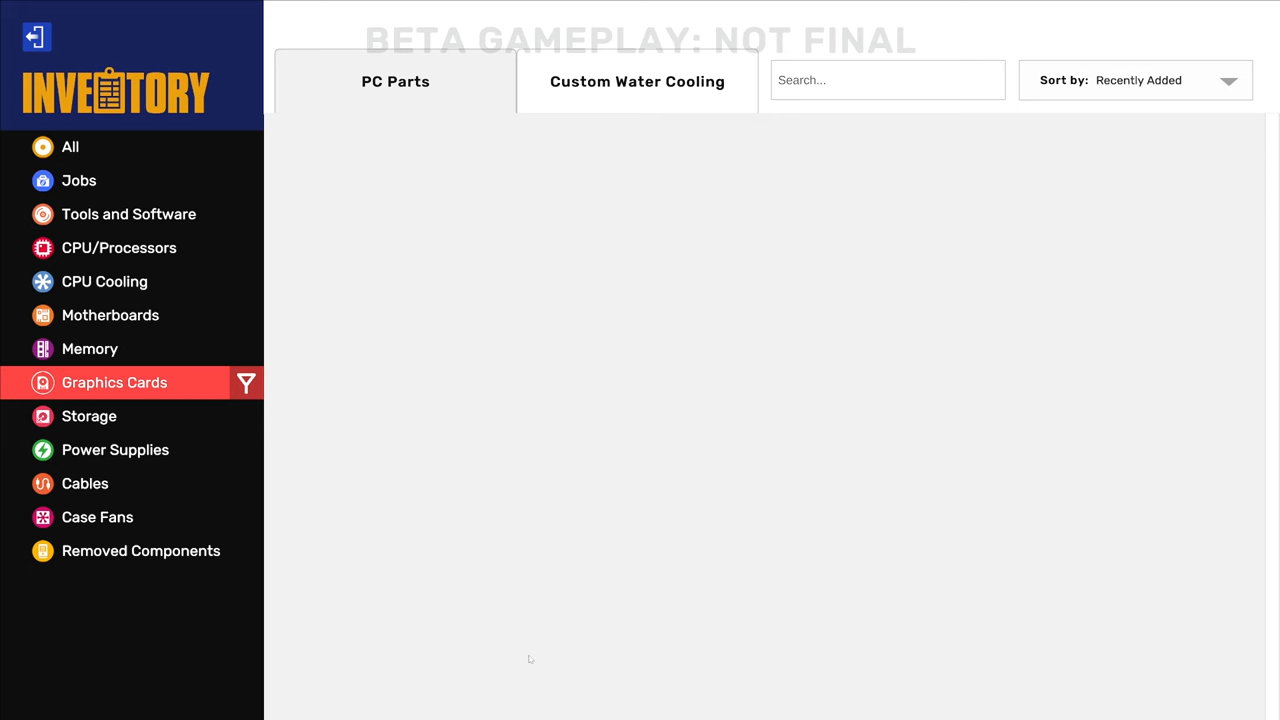 BETA GAMEPLAY: NOT FINAL
INVENTORY
PC Parts
Custom Water Cooling
Search...
Sort by: Recently Added
All
Jobs
Tools and Software
CPU/Processors
CPU Cooling
Motherboards
Memory
Graphics Cards
Storage
Power Supplies
Cables
Case Fans
Removed Components